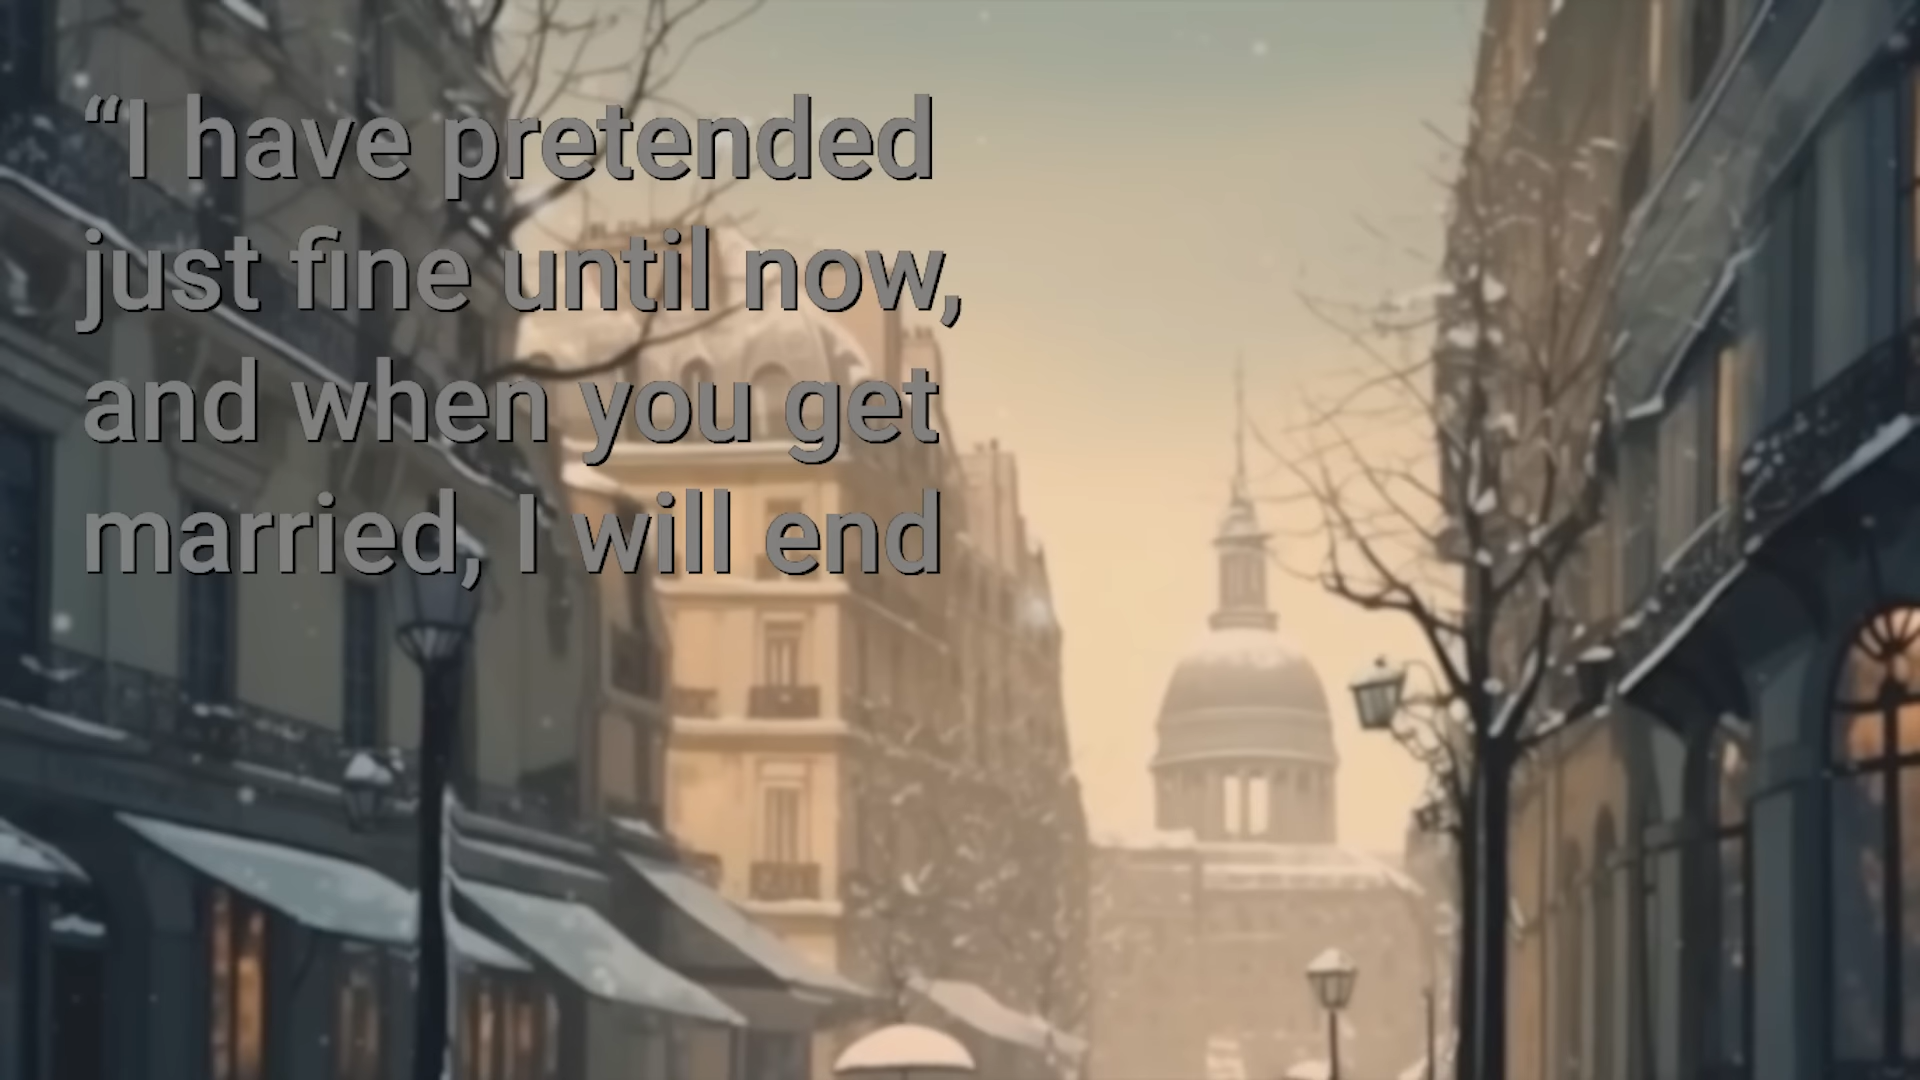 “I have pretended
just fine until now,
and when you get
married, I will end